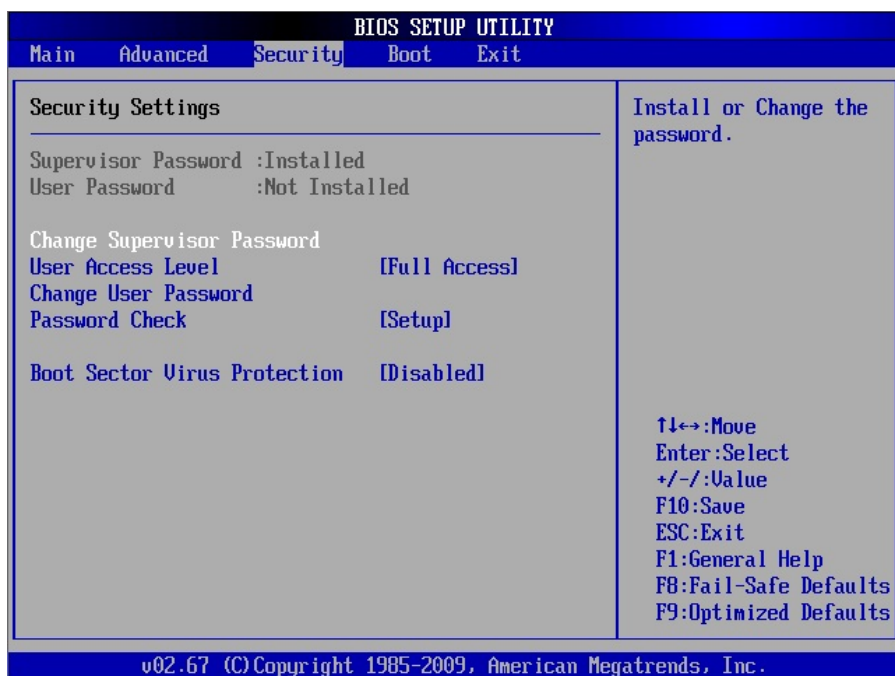 BIOS SETUP UTILITY
Main Advanced Security Boot Exit
Security Settings
Supervisor Password :Installed
User Password :Not Installed
Change Supervisor Password
User Access Level [Full Access]
Change User Password
Password Check [Setup]
Boot Sector Virus Protection [Disabled]
Install or Change the
password.
↑↓←→:Move
Enter:Select
+/-/:Value
F10:Save
ESC:Exit
F1:General Help
F8:Fail-Safe Defaults
F9:Optimized Defaults
v02.67 (C)Copyright 1985-2009, American Megatrends, Inc.